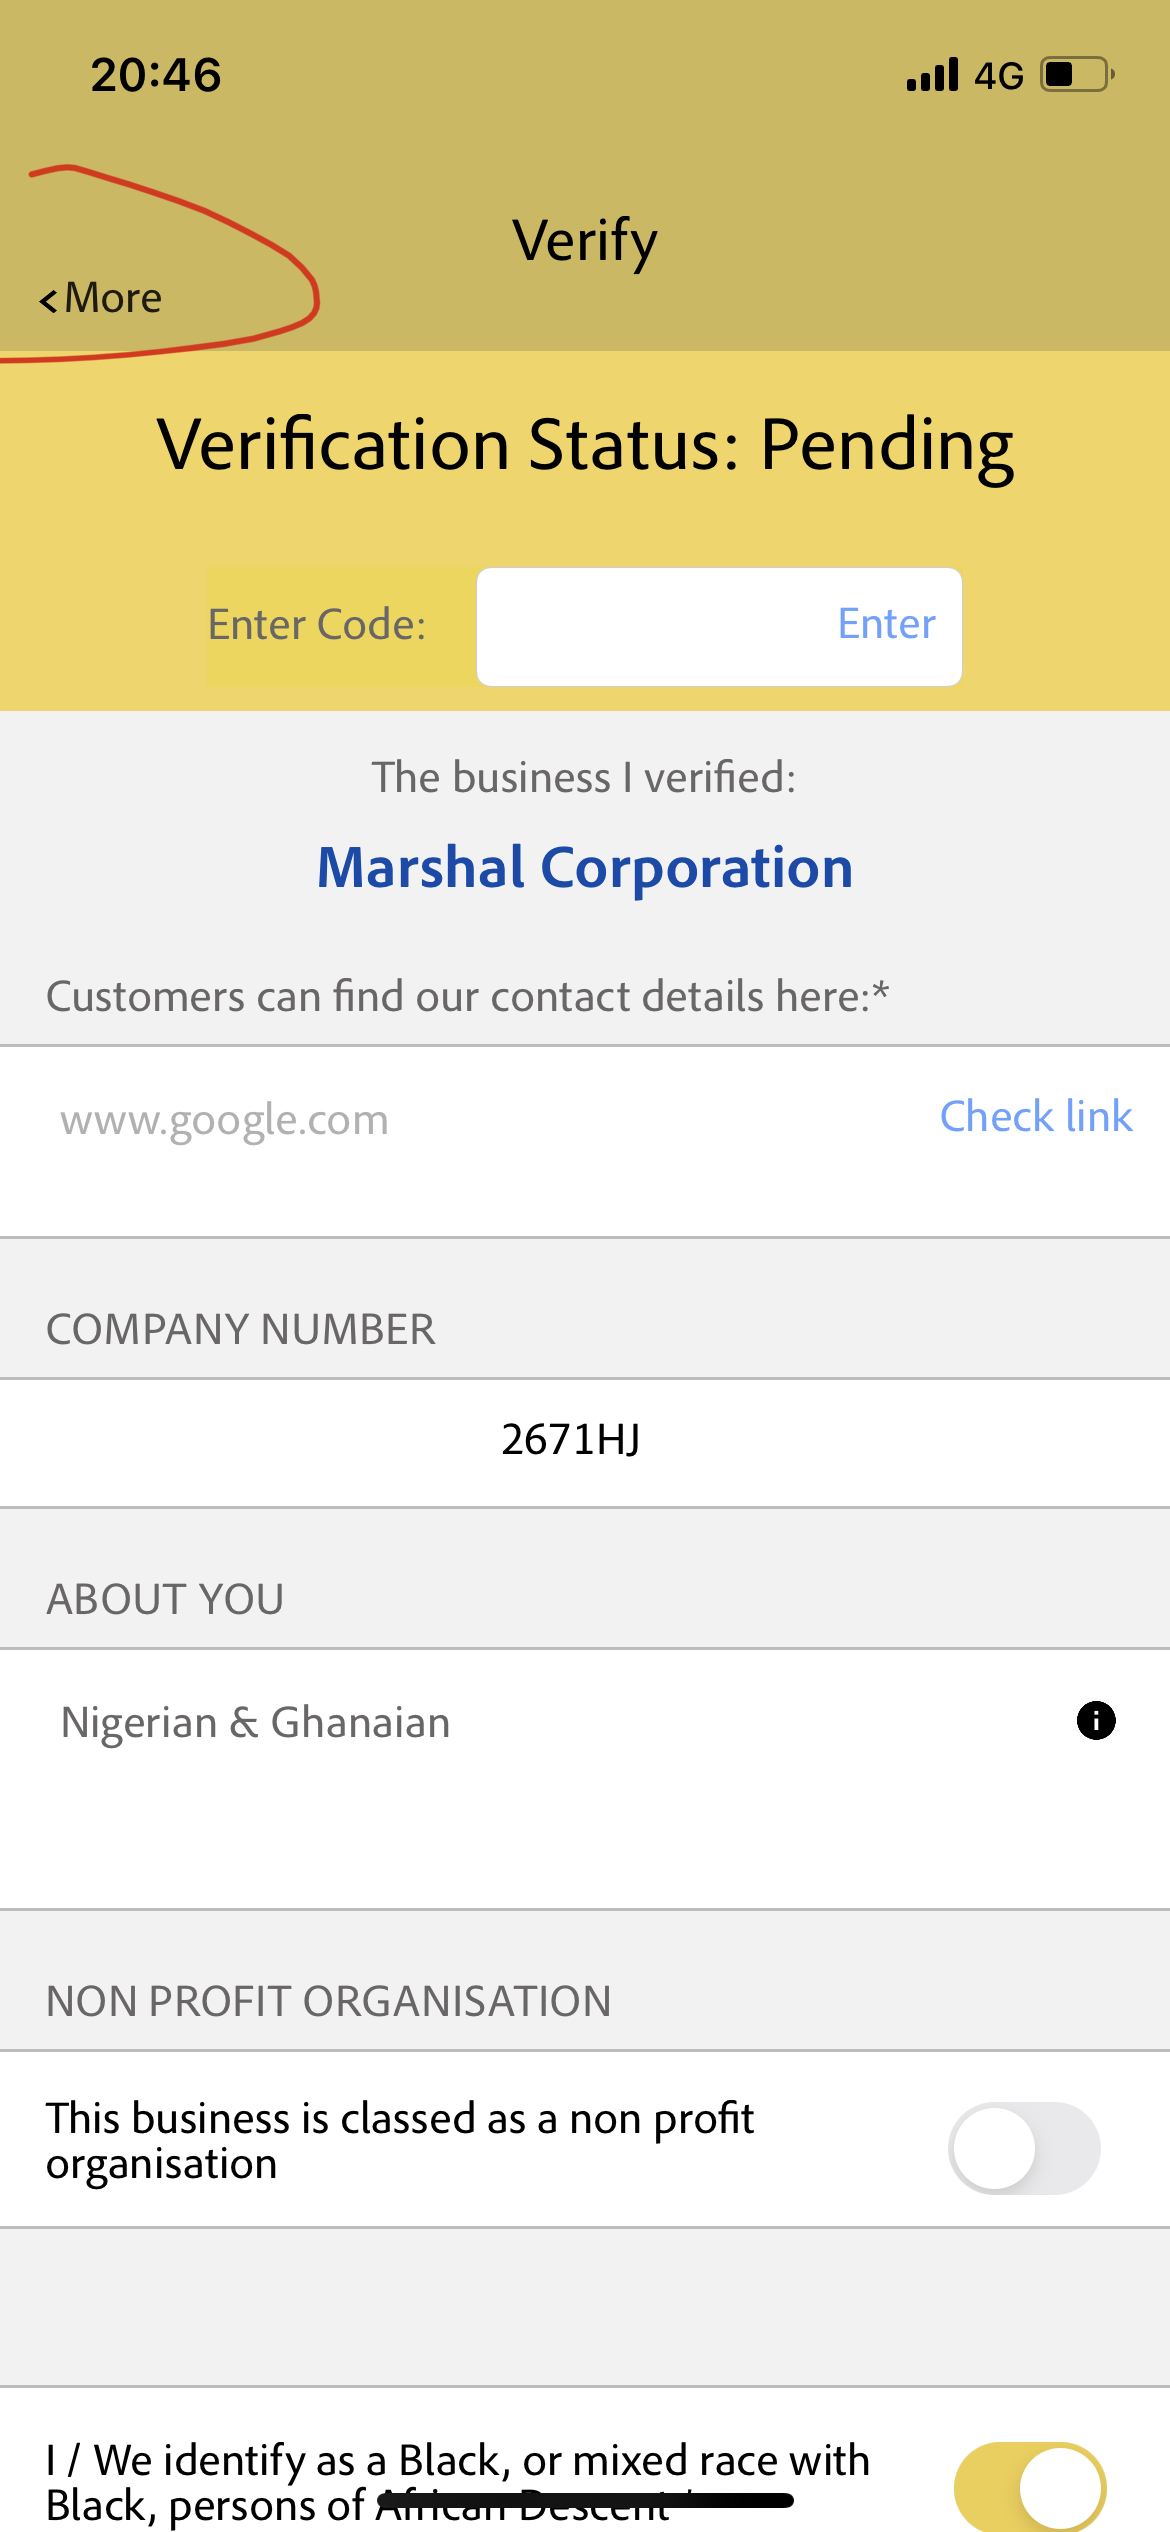 20:46
4G
Verify
<More
Verification Status: Pending
Enter Code:
Enter
The business I verified:
Marshal Corporation
Customers can find our contact details here:*
www.google.com
Check link
COMPANY NUMBER
2671HJ
ABOUT YOU
Nigerian & Ghanaian
i
NON PROFIT ORGANISATION
This business is classed as a non profit
organisation
I / We identify as a Black, or mixed race with
Black, persons of African Descent